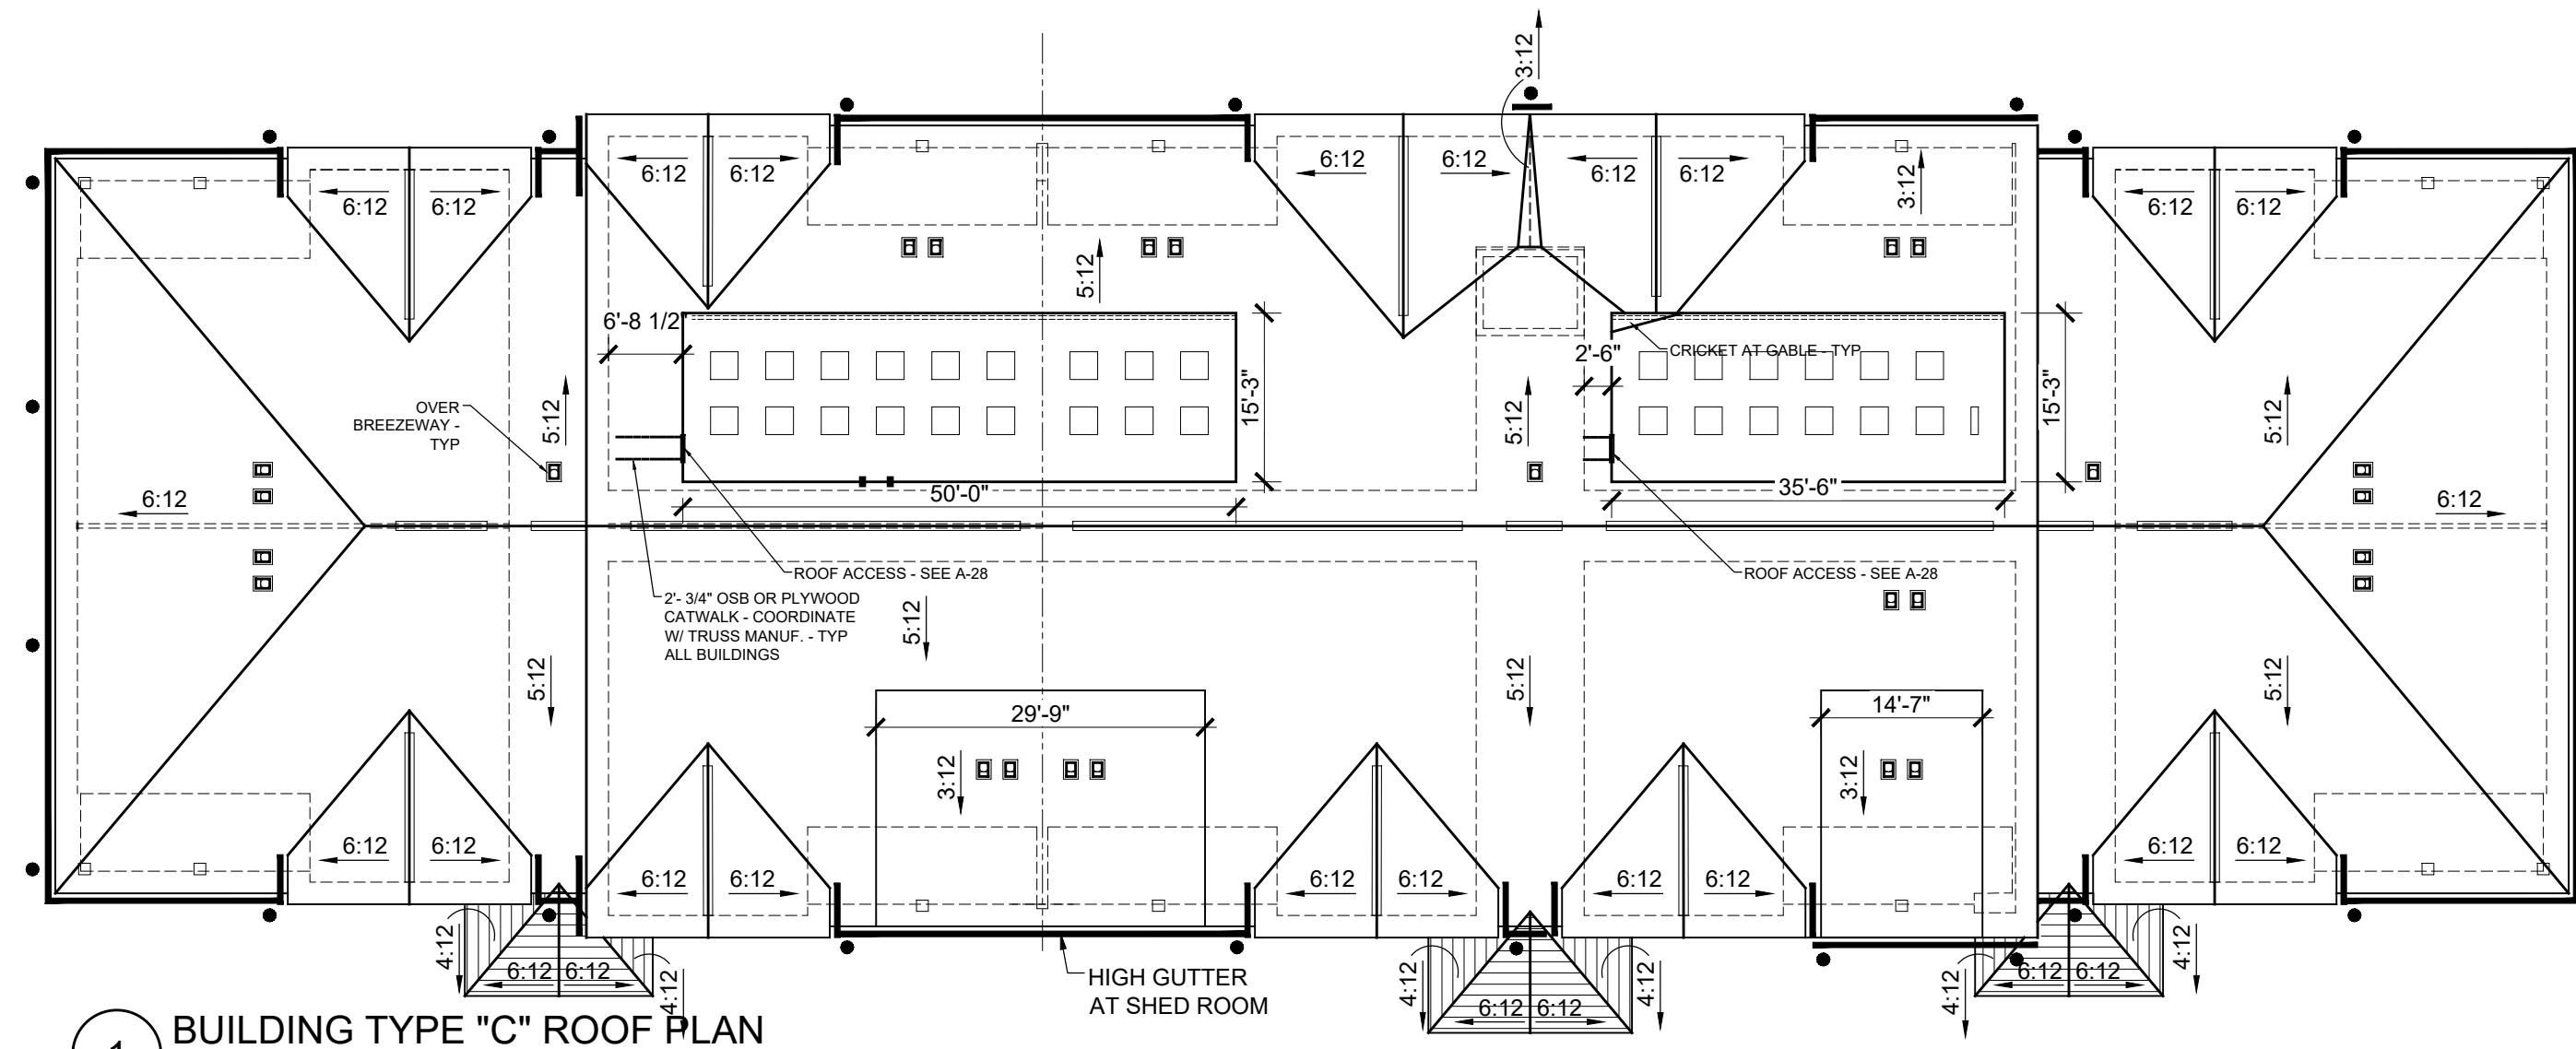 3:12
6:12 6:12
6:12 6:12
6:12 6:12 6:12 6:12
3:12
6:12 6:12
5:12
6'-8 1/2"
15'-3"
2'-6"
CRICKET AT GABLE - TYP
15'-3"
OVER
BREEZEWAY -
TYP
5:12
5:12
5:12
6:12
50'-0"
35'-6"
6:12
ROOF ACCESS - SEE A-28
ROOF ACCESS - SEE A-28
2'- 3/4" OSB OR PLYWOOD
CATWALK - COORDINATE
W/ TRUSS MANUF. - TYP
ALL BUILDINGS
5:12
5:12
5:12
5:12
29'-9"
14'-7"
3:12
3:12
6:12 6:12
6:12 6:12
6:12 6:12
6:12 6:12
6:12 6:12
4:12
6:12 6:12
4:12
HIGH GUTTER
AT SHED ROOM
4:12
6:12 6:12
4:12
4:12
6:12 6:12
4:12
1
BUILDING TYPE "C" ROOF PLAN